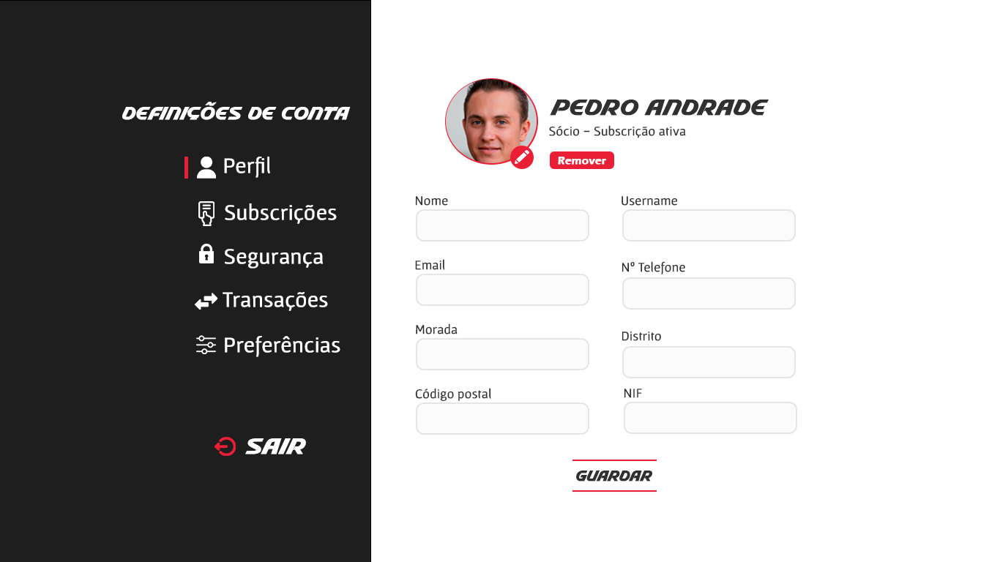 DEFINIÇÕES DE CONTA
Perfil
Subscrições
Segurança
Transações
Preferências
SAIR
PEDRO ANDRADE
Sócio – Subscrição ativa
Remover
Nome
Username
Email
Nº Telefone
Morada
Distrito
Código postal
NIF
GUARDAR